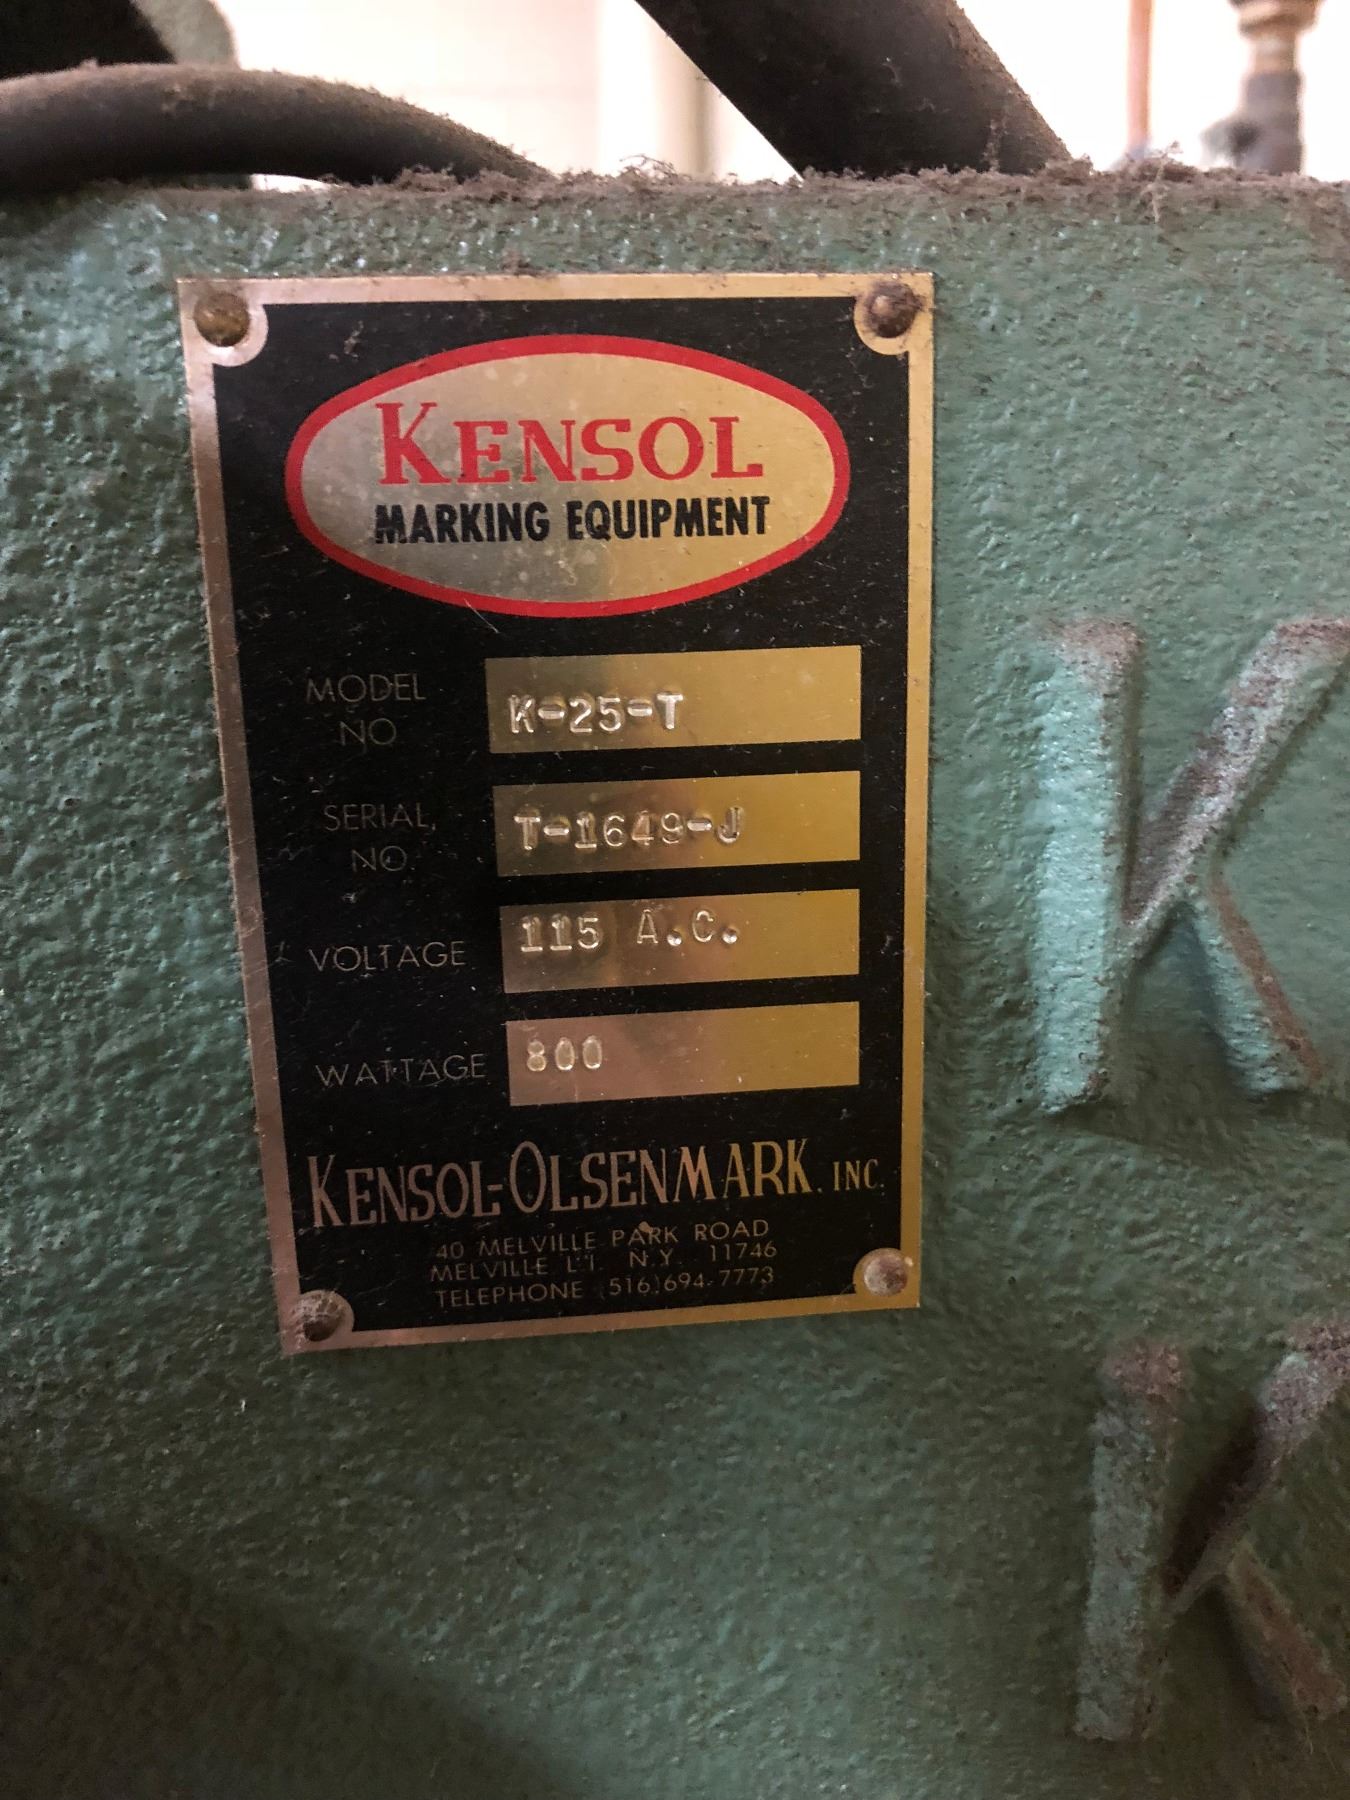 KENSOL
MARKING EQUIPMENT
MODEL NO K-25-T
SERIAL NO. T-1649-J
VOLTAGE 115 A.C.
WATTAGE 800
KENSOL-OLSENMARK, INC.
40 MELVILLE PARK ROAD
MELVILLE L.I. N.Y. 11746
TELEPHONE (516)694-7773
K
K